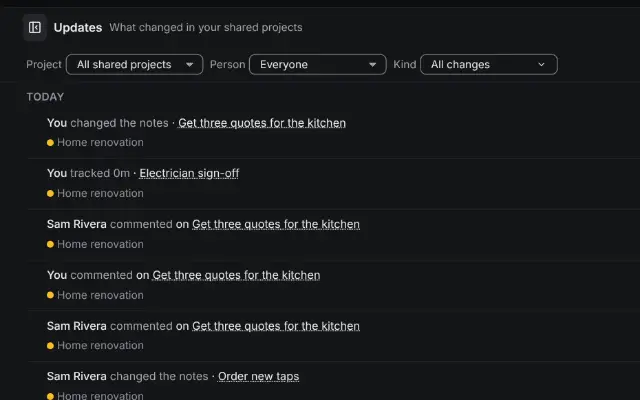 Updates What changed in your shared projects
Project All shared projects Person Everyone Kind All changes
TODAY
You changed the notes · Get three quotes for the kitchen
Home renovation
You tracked 0m · Electrician sign-off
Home renovation
Sam Rivera commented on Get three quotes for the kitchen
Home renovation
You commented on Get three quotes for the kitchen
Home renovation
Sam Rivera commented on Get three quotes for the kitchen
Home renovation
Sam Rivera changed the notes · Order new taps
Home renovation